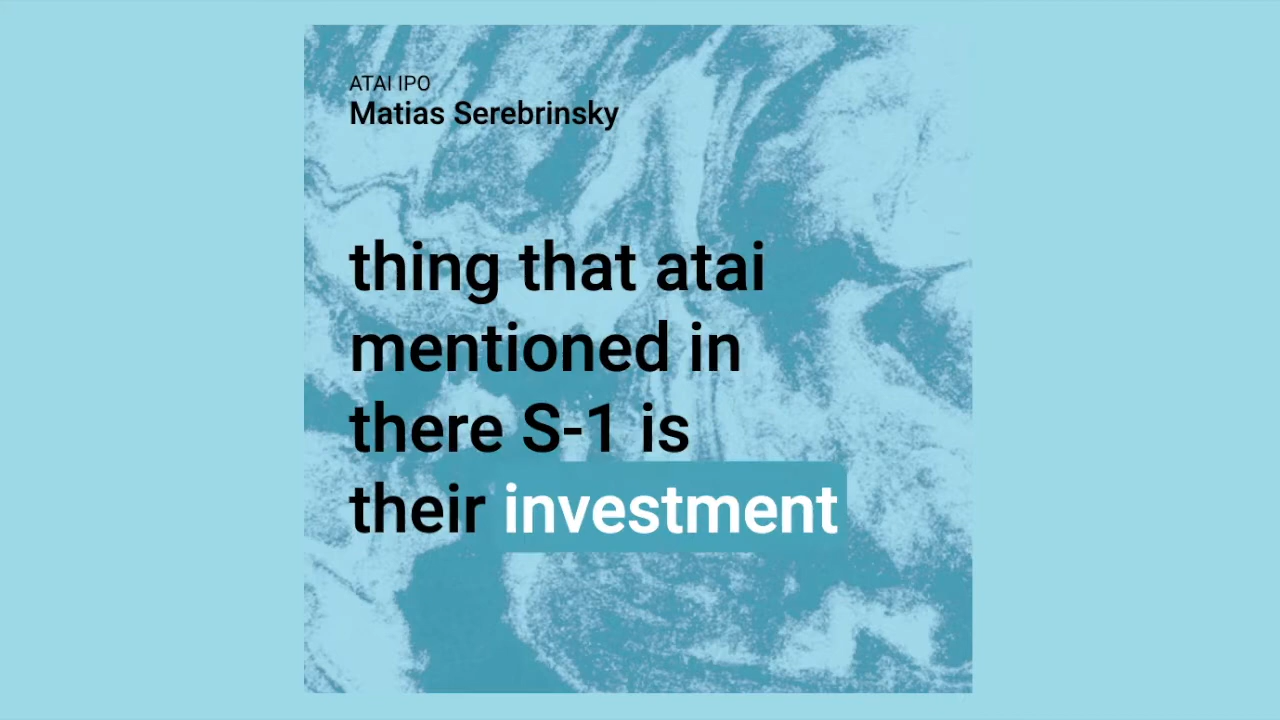 ATAI IPO
Matias Serebrinsky
thing that atai
mentioned in
there S-1 is
their investment